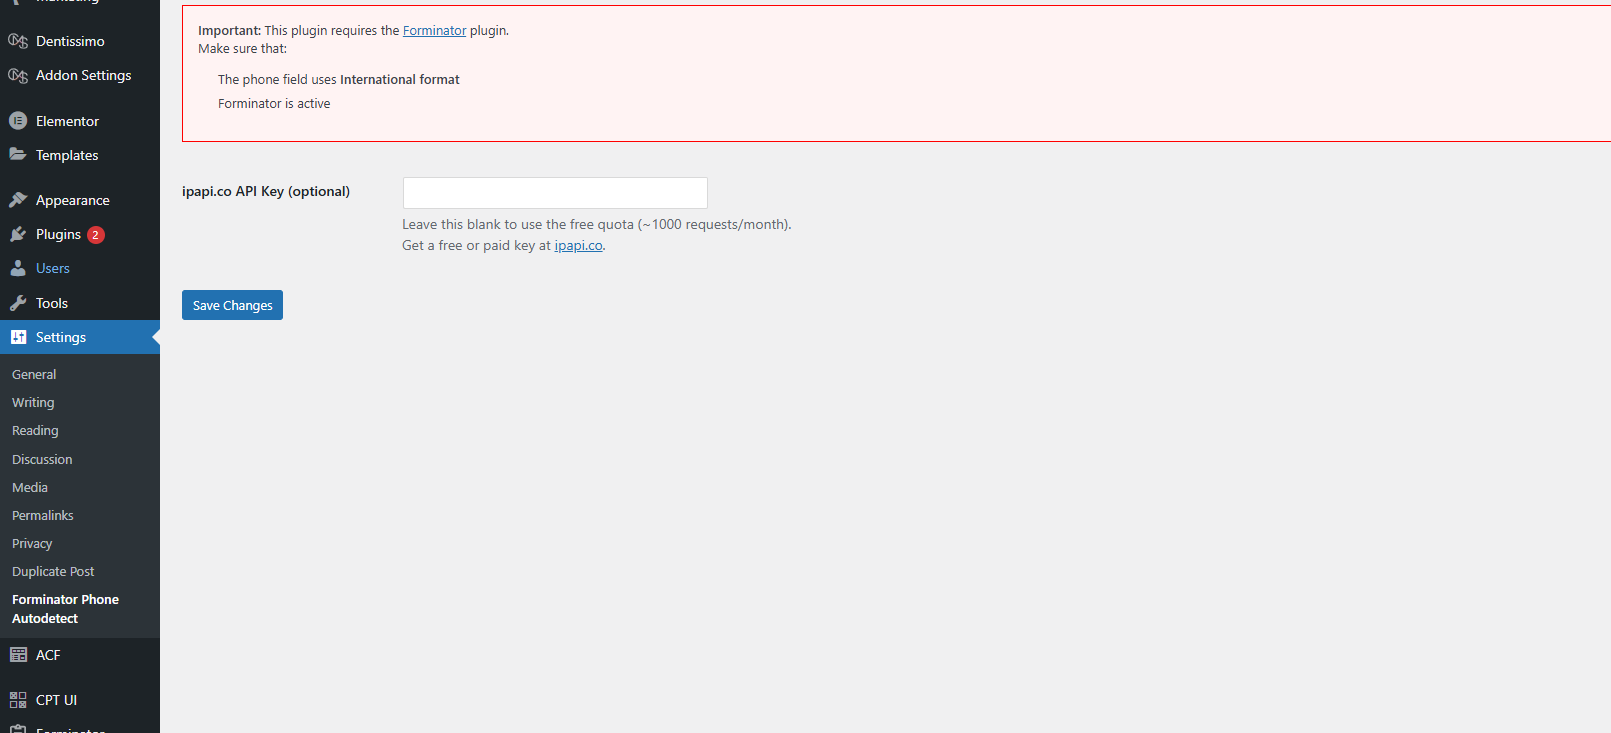 Dentissimo
Addon Settings
Elementor
Templates
Appearance
Plugins 2
Users
Tools
Settings
General
Writing
Reading
Discussion
Media
Permalinks
Privacy
Duplicate Post
Forminator Phone
Autodetect
ACF
CPT UI
Important: This plugin requires the Forminator plugin.
Make sure that:
The phone field uses International format
Forminator is active
ipapi.co API Key (optional)
Leave this blank to use the free quota (~1000 requests/month).
Get a free or paid key at ipapi.co.
Save Changes